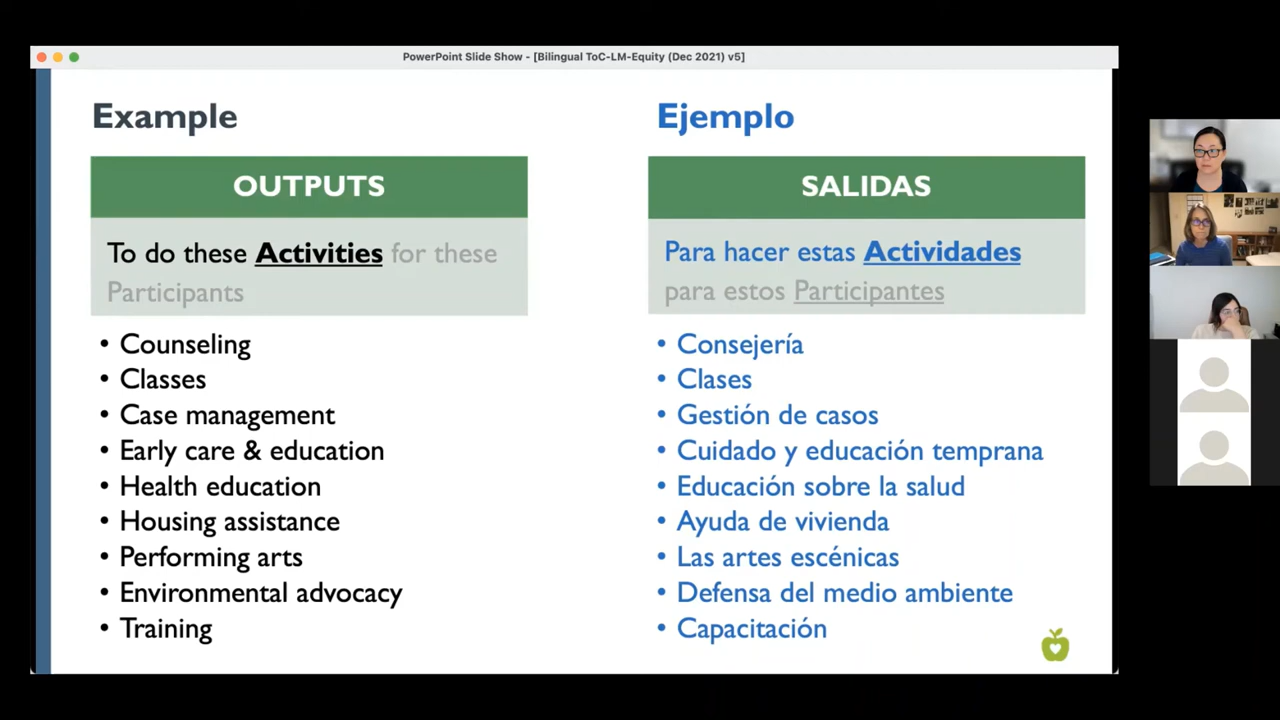 PowerPoint Slide Show - [Bilingual ToC-LM-Equity (Dec 2021) v5]
Example
OUTPUTS
To do these Activities for these
Participants
• Counseling
• Classes
• Case management
• Early care & education
• Health education
• Housing assistance
• Performing arts
• Environmental advocacy
• Training
Ejemplo
SALIDAS
Para hacer estas Actividades
para estos Participantes
• Consejería
• Clases
• Gestión de casos
• Cuidado y educación temprana
• Educación sobre la salud
• Ayuda de vivienda
• Las artes escénicas
• Defensa del medio ambiente
• Capacitación